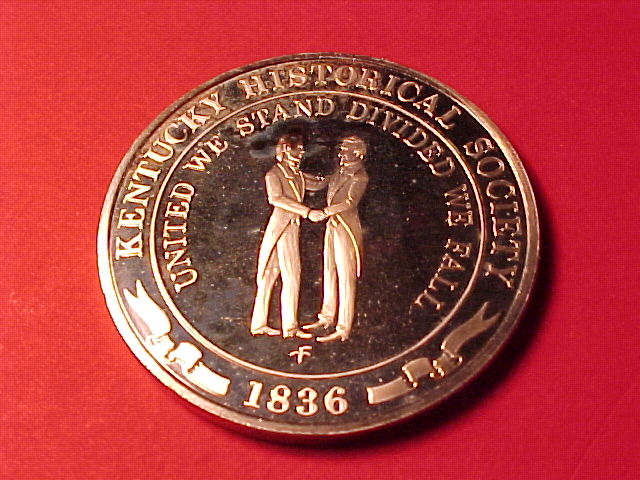 KENTUCKY HISTORICAL SOCIETY
UNITED WE STAND DIVIDED WE FALL
1836